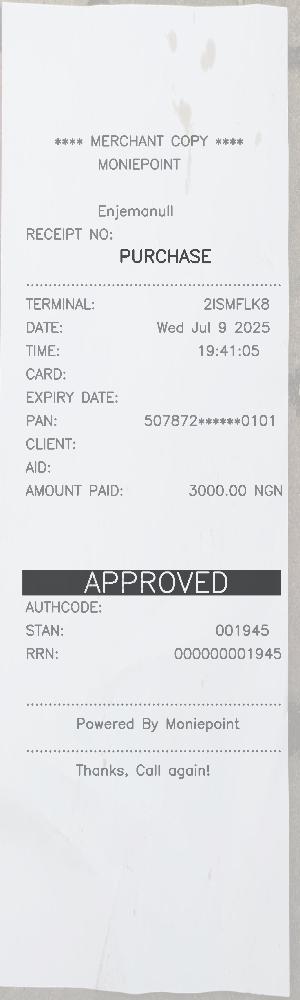 **** MERCHANT COPY ****
MONIEPOINT
Enjemanull
RECEIPT NO:
PURCHASE
TERMINAL: 2ISMFLK8
DATE: Wed Jul 9 2025
TIME: 19:41:05
CARD:
EXPIRY DATE:
PAN: 507872******0101
CLIENT:
AID:
AMOUNT PAID: 3000.00 NGN
APPROVED
AUTHCODE:
STAN: 001945
RRN: 000000001945
Powered By Moniepoint
Thanks, Call again!